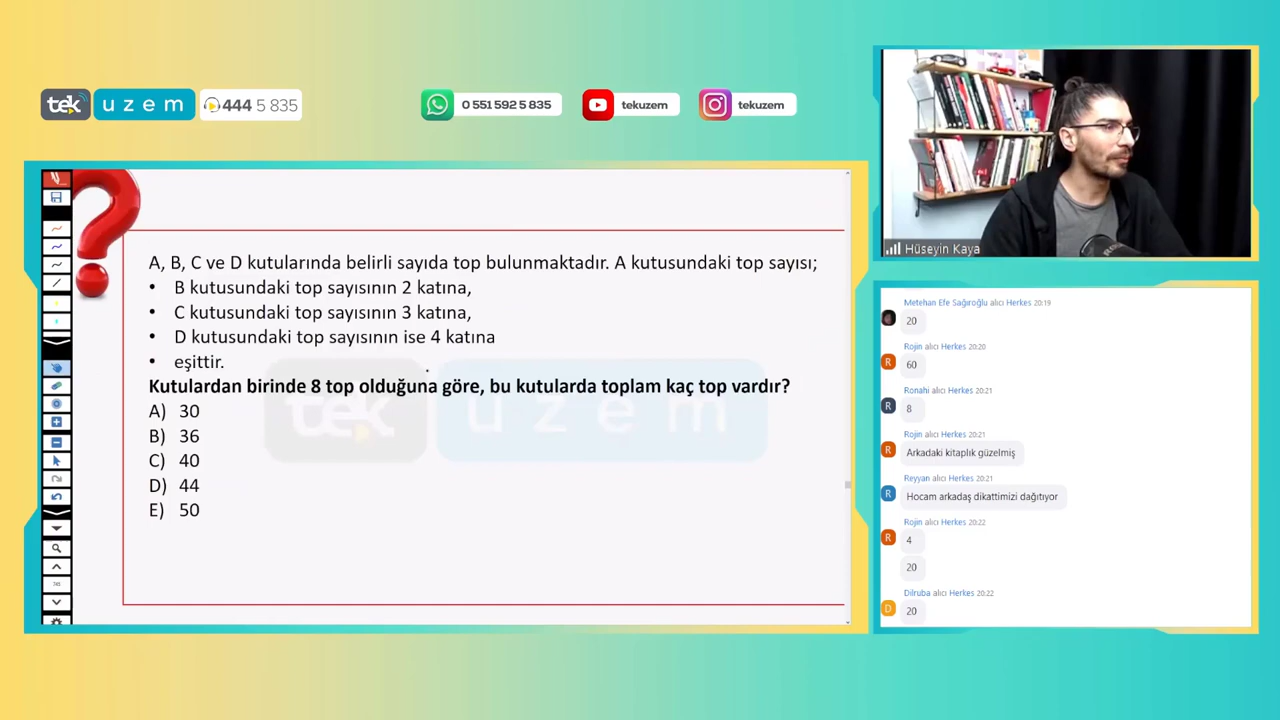 tek uzem 444 5 835
0 551 592 5 835
tekuzem
tekuzem
A, B, C ve D kutularında belirli sayıda top bulunmaktadır. A kutusundaki top sayısı;
• B kutusundaki top sayısının 2 katına,
• C kutusundaki top sayısının 3 katına,
• D kutusundaki top sayısının ise 4 katına
• eşittir.
Kutulardan birinde 8 top olduğuna göre, bu kutularda toplam kaç top vardır?
A) 30
B) 36
C) 40
D) 44
E) 50
tek uzem
Hüseyin Kaya
Metehan Efe Sağıroğlu alıcı Herkes 20:19
20
Rojin alıcı Herkes 20:20
R
60
Ronahi alıcı Herkes 20:21
R
8
Rojin alıcı Herkes 20:21
R
Arkadaki kitaplık güzelmiş
Reyyan alıcı Herkes 20:21
R
Hocam arkadaş dikattimizi dağıtıyor
Rojin alıcı Herkes 20:22
R
4
20
Dilruba alıcı Herkes 20:22
D
20